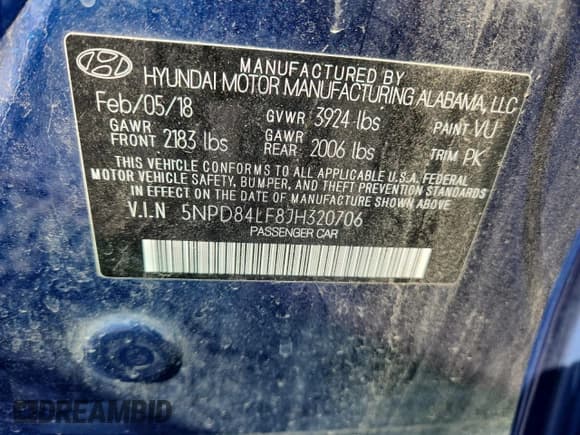 MANUFACTURED BY
HYUNDAI MOTOR MANUFACTURING ALABAMA, LLC
Feb/05/18 GVWR 3924 lbs PAINT VU
GAWR FRONT 2183 lbs GAWR REAR 2006 lbs TRIM PK
THIS VEHICLE CONFORMS TO ALL APPLICABLE U.S.A. FEDERAL
MOTOR VEHICLE SAFETY, BUMPER, AND THEFT PREVENTION STANDARDS
IN EFFECT ON THE DATE OF MANUFACTURE SHOWN ABOVE
V.I.N 5NPD84LF8JH320706
PASSENGER CAR
DREAMBID